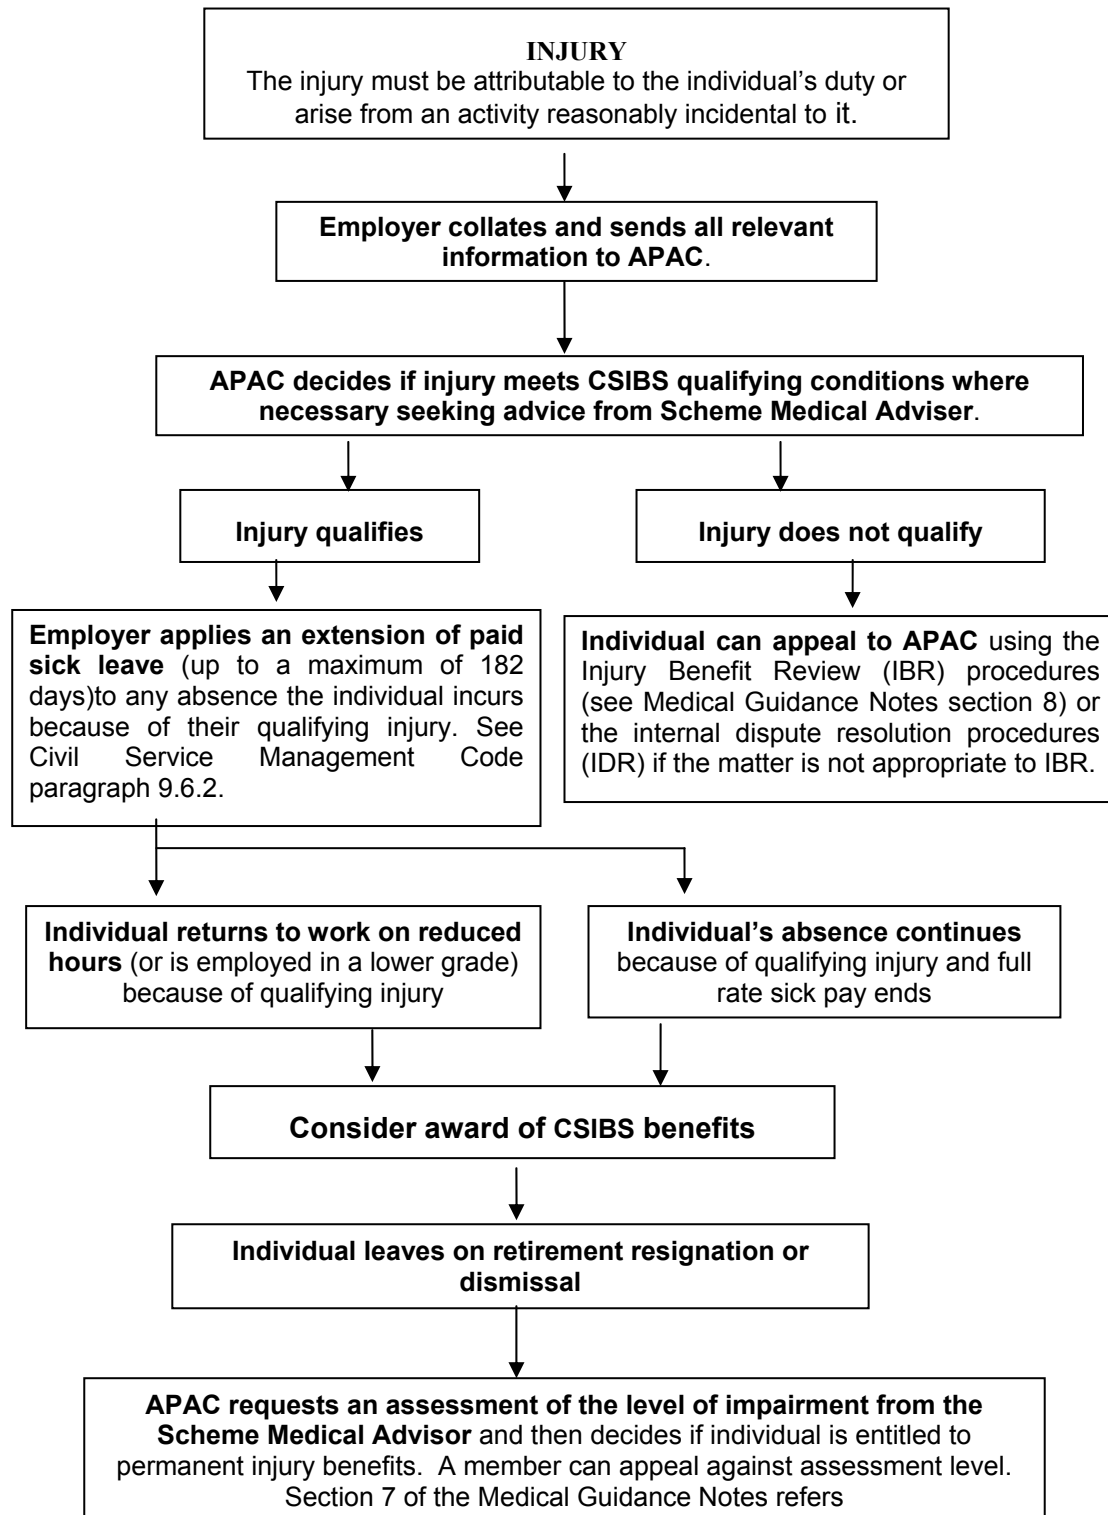 INJURY
The injury must be attributable to the individual's duty or
arise from an activity reasonably incidental to it.
Employer collates and sends all relevant
information to APAC.
APAC decides if injury meets CSIBS qualifying conditions where
necessary seeking advice from Scheme Medical Adviser.
Injury qualifies
Injury does not qualify
Employer applies an extension of paid
sick leave (up to a maximum of 182
days)to any absence the individual incurs
because of their qualifying injury. See
Civil Service Management Code
paragraph 9.6.2.
Individual can appeal to APAC using the
Injury Benefit Review (IBR) procedures
(see Medical Guidance Notes section 8) or
the internal dispute resolution procedures
(IDR) if the matter is not appropriate to IBR.
Individual returns to work on reduced
hours (or is employed in a lower grade)
because of qualifying injury
Individual's absence continues
because of qualifying injury and full
rate sick pay ends
Consider award of CSIBS benefits
Individual leaves on retirement resignation or
dismissal
APAC requests an assessment of the level of impairment from the
Scheme Medical Advisor and then decides if individual is entitled to
permanent injury benefits.  A member can appeal against assessment level.
Section 7 of the Medical Guidance Notes refers